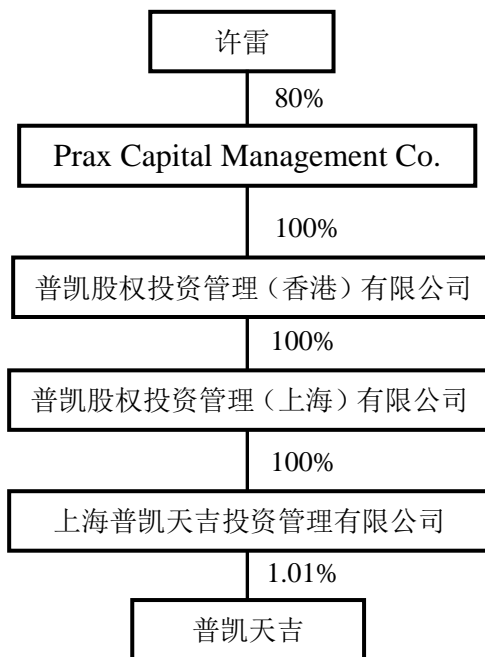 许雷
80%
Prax Capital Management Co.
100%
普凯股权投资管理（香港）有限公司
100%
普凯股权投资管理（上海）有限公司
100%
上海普凯天吉投资管理有限公司
1.01%
普凯天吉